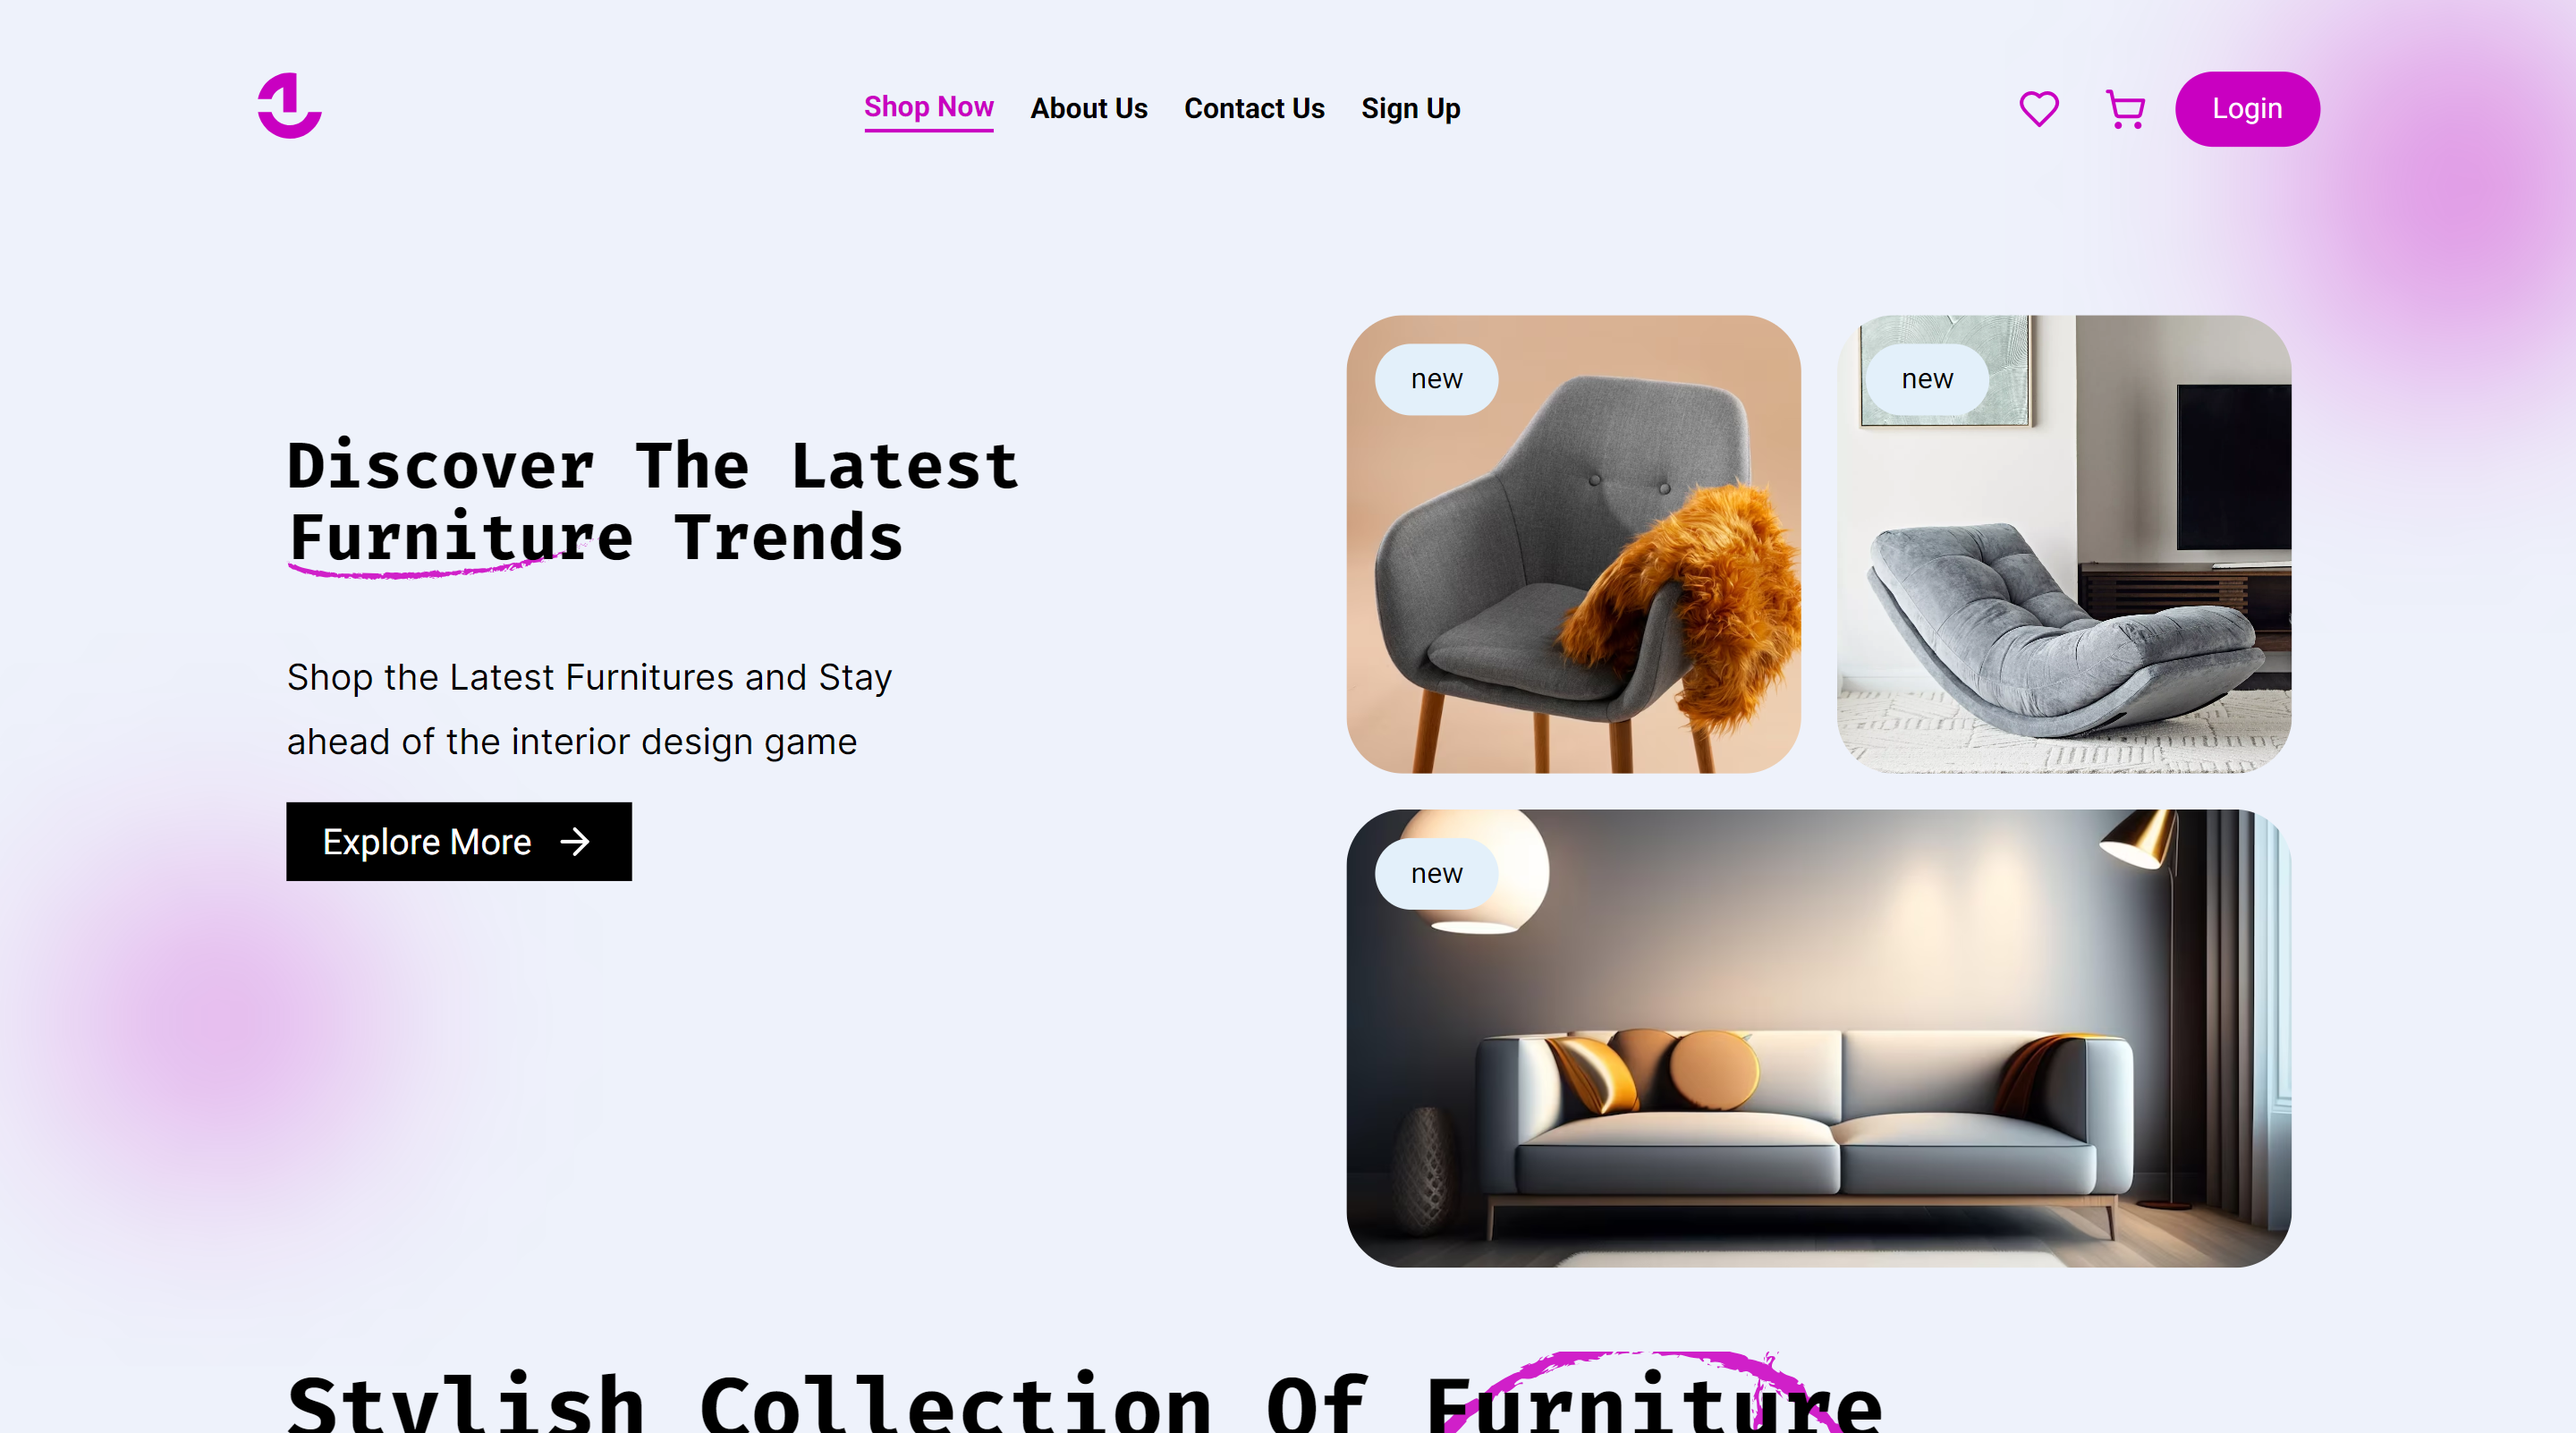 Shop Now About Us Contact Us Sign Up Login
Discover The Latest
Furniture Trends
Shop the Latest Furnitures and Stay
ahead of the interior design game
Explore More
new
new
new
Stylish Collection Of Furniture